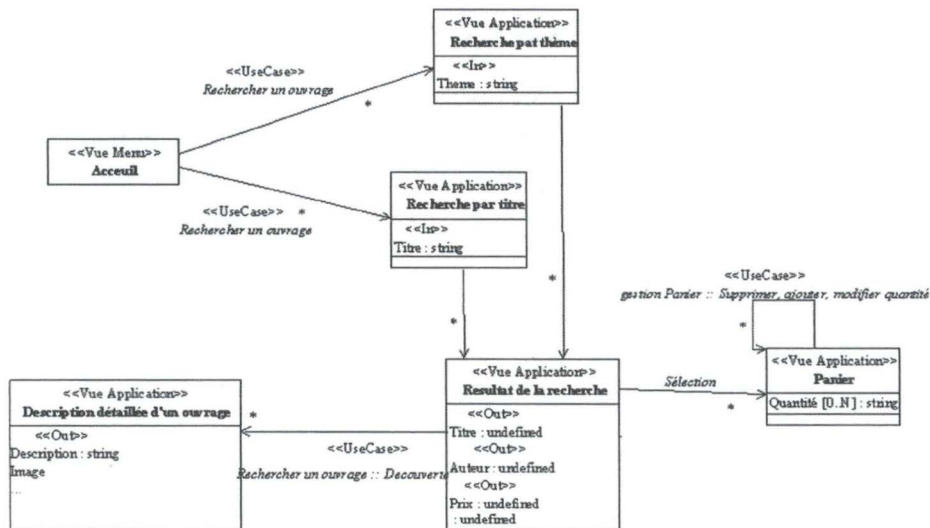 <<Vue Application>>
Recherche pat thème
<<In>>
Theme : string
<<UseCase>>
Rechercher un ouvrage
*
<<Vue Menu>>
Acceuil
<<Vue Application>>
Recherche par titre
<<In>>
Titre : string
<<UseCase>> *
Rechercher un ouvrage
*
*
<<UseCase>>
gestion Panier :: Supprimer, ajouter, modifier quantité
*
<<Vue Application>>
Panier
Quantité [0..N] : string
<<Vue Application>>
Resultat de la recherche
<<Out>>
Titre : undefined
<<Out>>
Auteur : undefined
<<Out>>
Prix : undefined
: undefined
Sélection
*
<<Vue Application>>
Description détaillée d'un ouvrage
<<Out>>
Description : string
Image
...
*
<<UseCase>>
Rechercher un ouvrage :: Decouverte